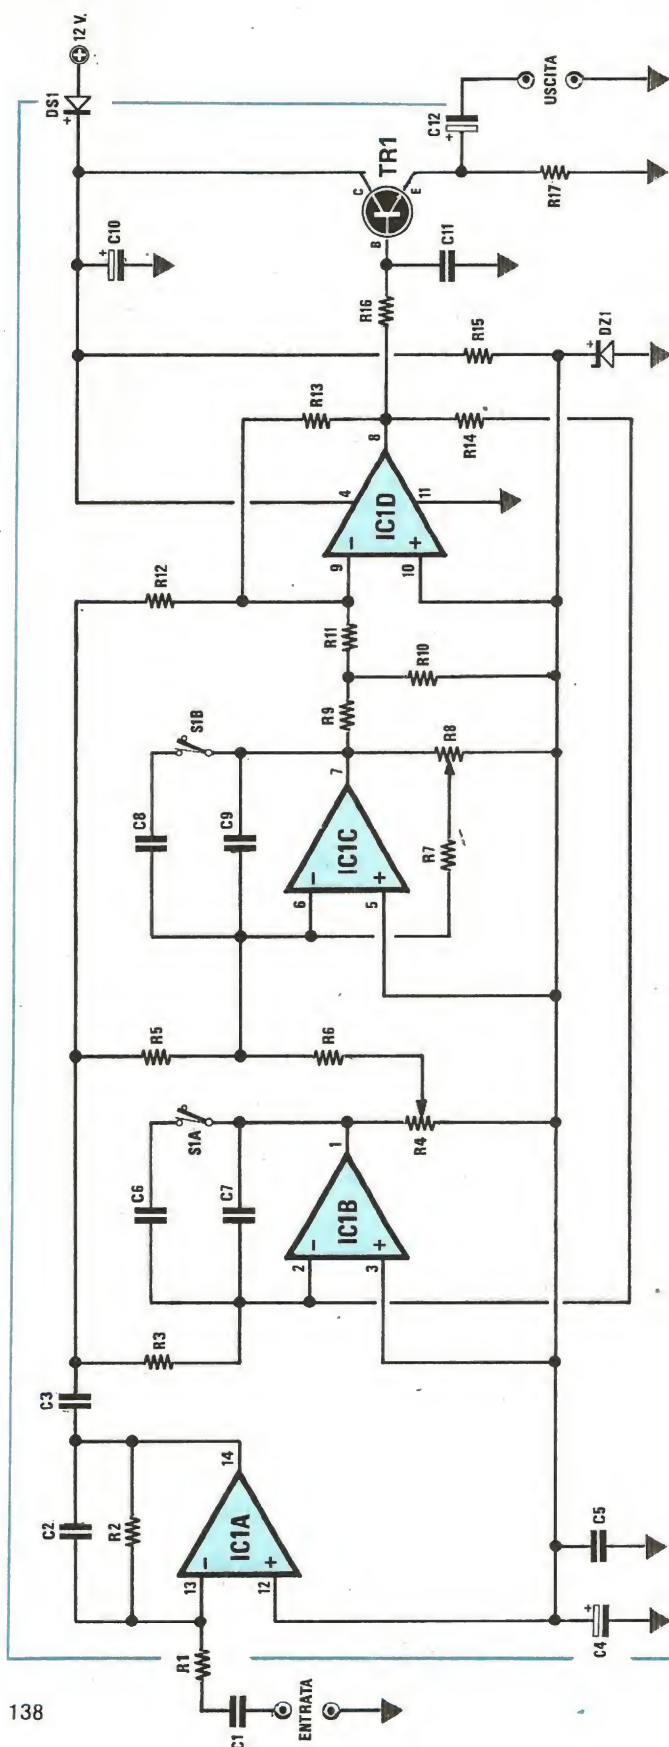 138
ENTRATA
C1
R1
C2
R2
13
12
14
−
+
IC1A
C3
C4
+
C5
R3
C6
C7
S1A
2
3
1
−
+
IC1B
R4
R5
R6
C8
C9
S1B
6
5
7
−
+
IC1C
R7
R8
R9
R10
R11
R12
9
10
4
11
8
−
+
IC1D
R13
R14
R15
DZ1
+
R16
C10
+
C11
B
C
E
TR1
R17
C12
+
DS1
+
12 V.
USCITA